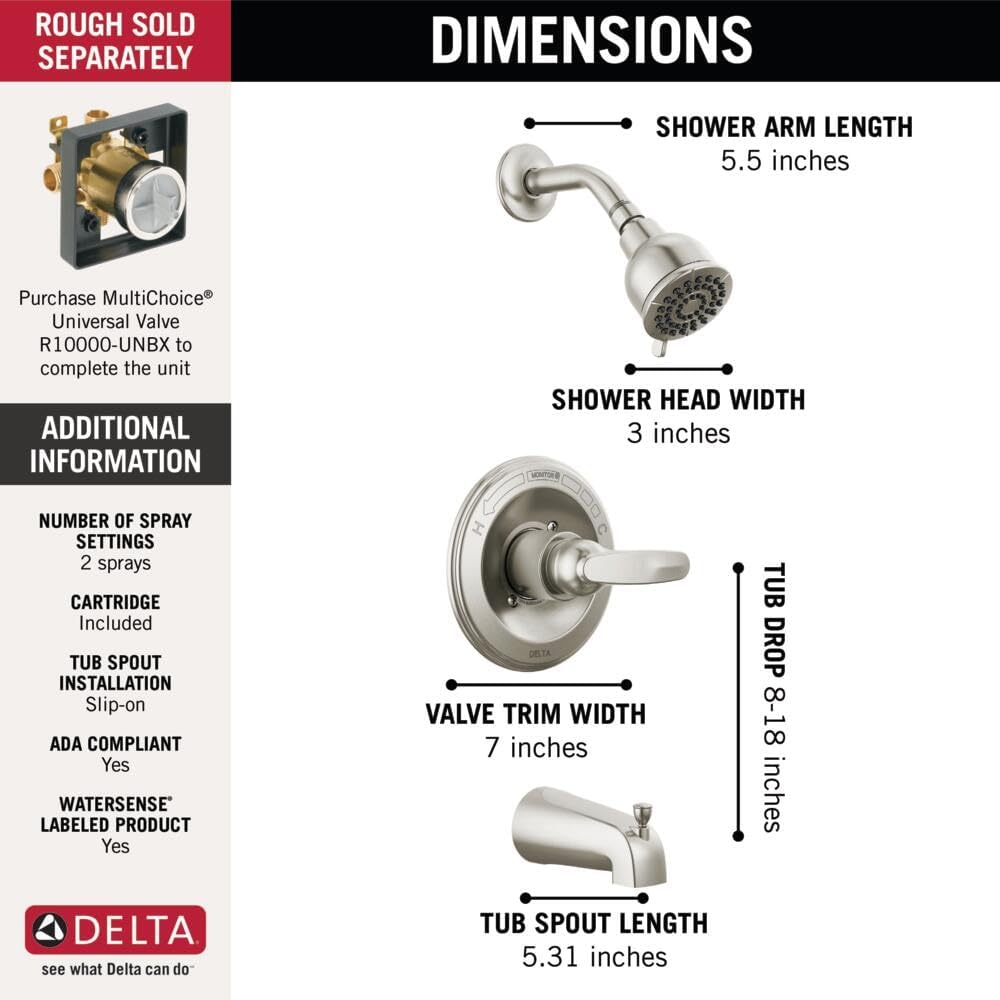 ROUGH SOLD
SEPARATELY
Purchase MultiChoice®
Universal Valve
R10000-UNBX to
complete the unit
ADDITIONAL
INFORMATION
NUMBER OF SPRAY
SETTINGS
2 sprays
CARTRIDGE
Included
TUB SPOUT
INSTALLATION
Slip-on
ADA COMPLIANT
Yes
WATERSENSE®
LABELED PRODUCT
Yes
DELTA
see what Delta can do℠
DIMENSIONS
SHOWER ARM LENGTH
5.5 inches
SHOWER HEAD WIDTH
3 inches
MONITOR®
H
C
DELTA
VALVE TRIM WIDTH
7 inches
TUB DROP 8-18 inches
TUB SPOUT LENGTH
5.31 inches